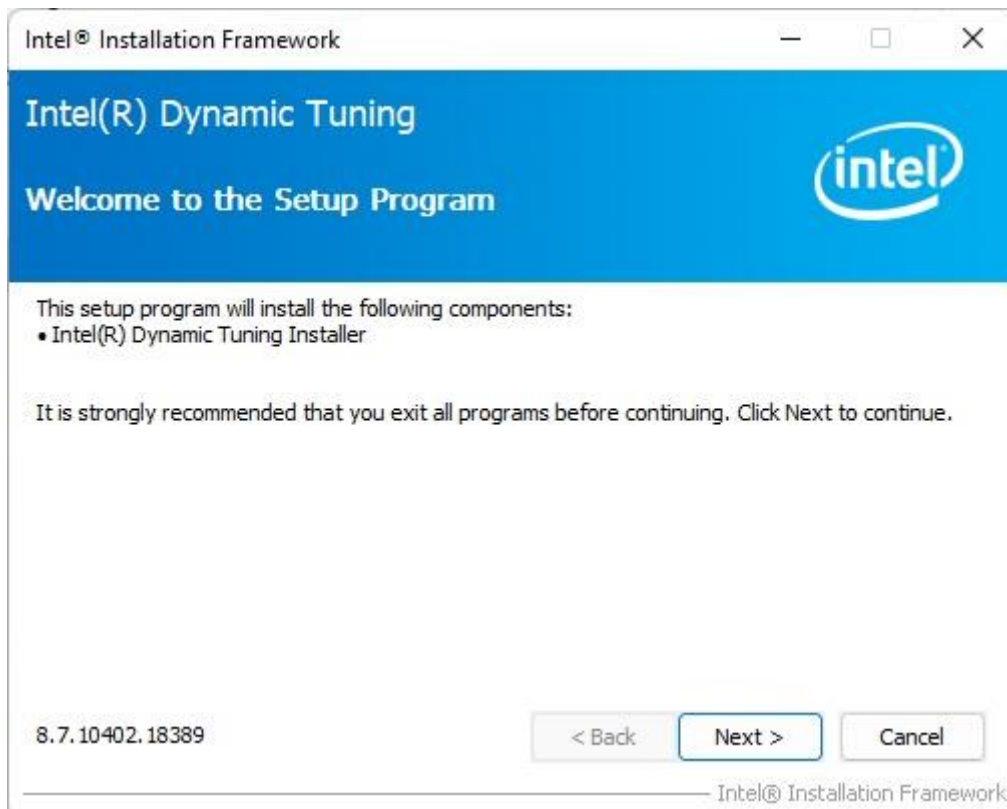 Intel® Installation Framework
Intel(R) Dynamic Tuning
Welcome to the Setup Program
intel
This setup program will install the following components:
• Intel(R) Dynamic Tuning Installer
It is strongly recommended that you exit all programs before continuing. Click Next to continue.
8.7.10402.18389
< Back
Next >
Cancel
Intel® Installation Framework